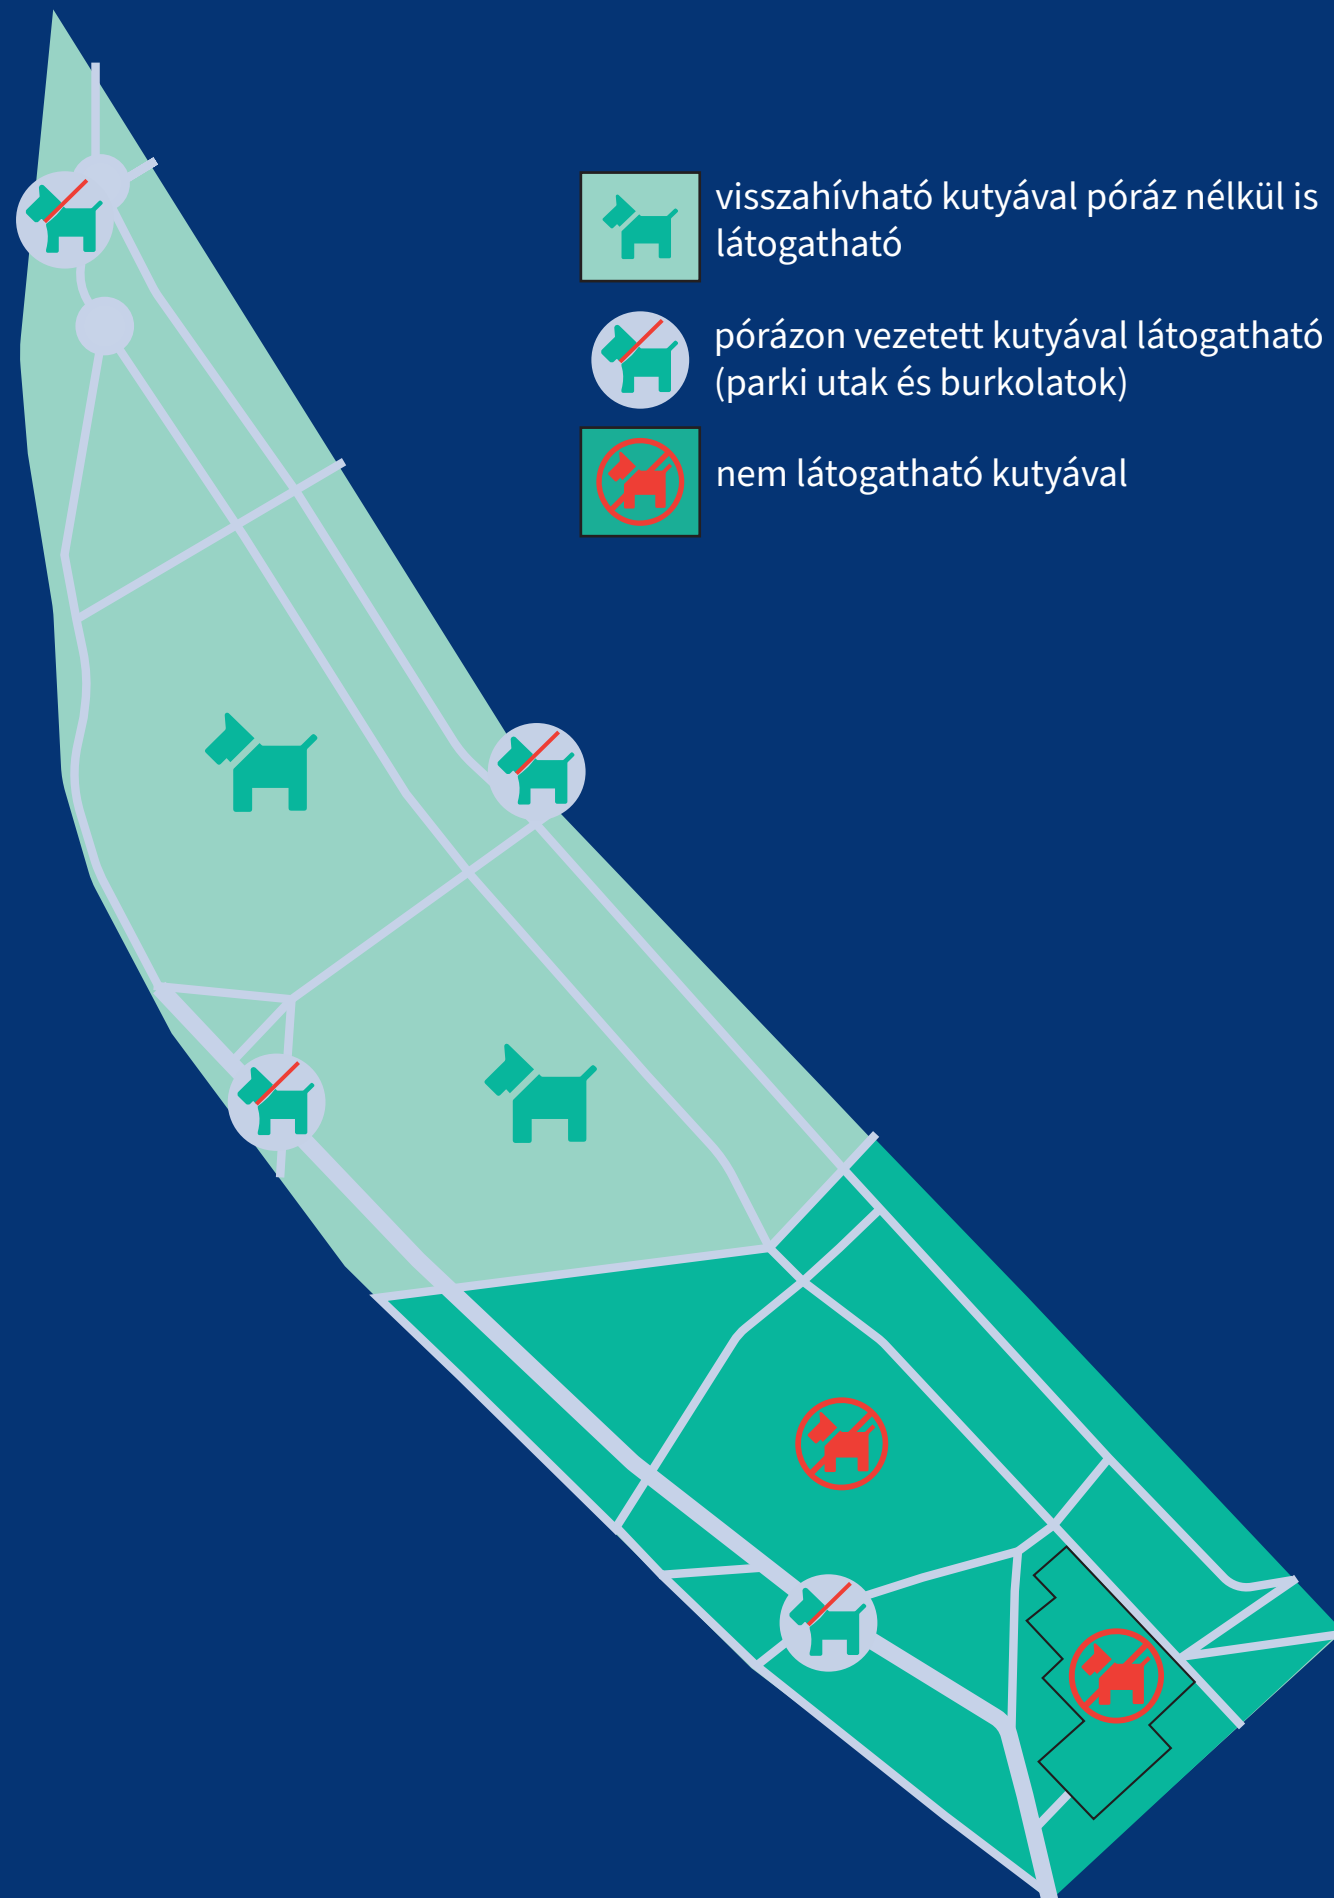 visszahívható kutyával póráz nélkül is
látogatható
pórázon vezetett kutyával látogatható
(parki utak és burkolatok)
nem látogatható kutyával